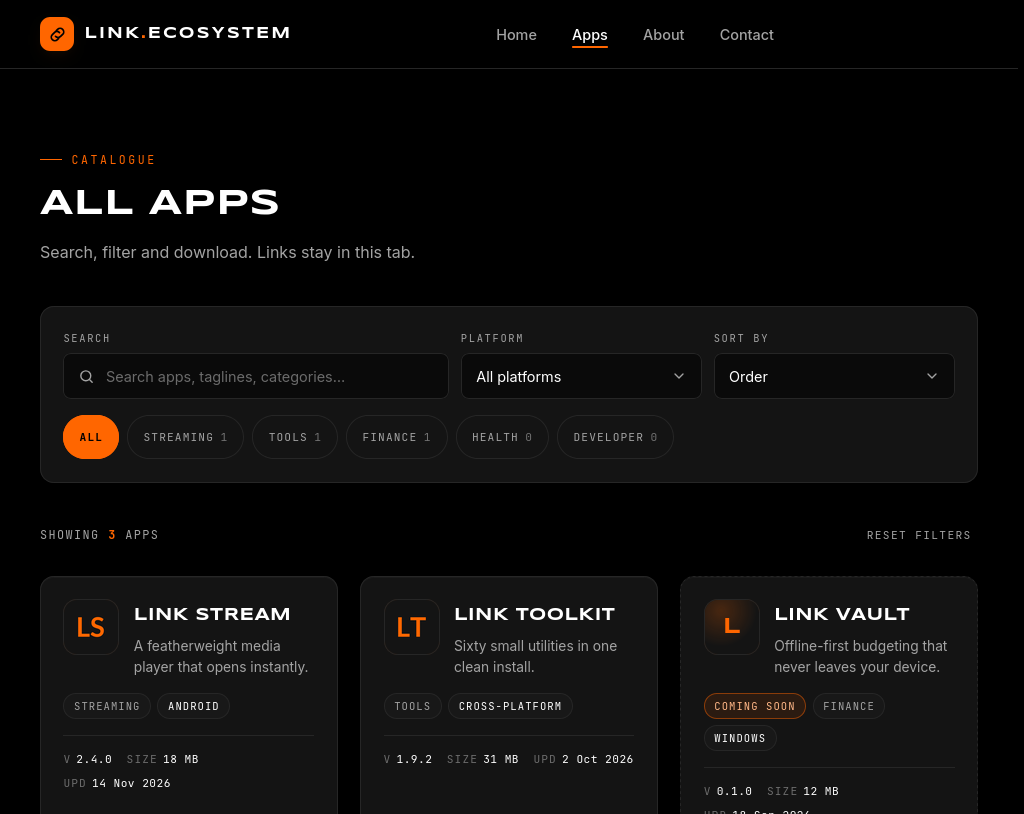 LINK.ECOSYSTEM
Home Apps About Contact
CATALOGUE
ALL APPS
Search, filter and download. Links stay in this tab.
SEARCH PLATFORM SORT BY
Search apps, taglines, categories... All platforms Order
ALL STREAMING 1 TOOLS 1 FINANCE 1 HEALTH 0 DEVELOPER 0
SHOWING 3 APPS RESET FILTERS
LS
LINK STREAM
A featherweight media
player that opens instantly.
STREAMING ANDROID
V 2.4.0 SIZE 18 MB
UPD 14 Nov 2026
LT
LINK TOOLKIT
Sixty small utilities in one
clean install.
TOOLS CROSS-PLATFORM
V 1.9.2 SIZE 31 MB UPD 2 Oct 2026
L
LINK VAULT
Offline-first budgeting that
never leaves your device.
COMING SOON FINANCE
WINDOWS
V 0.1.0 SIZE 12 MB